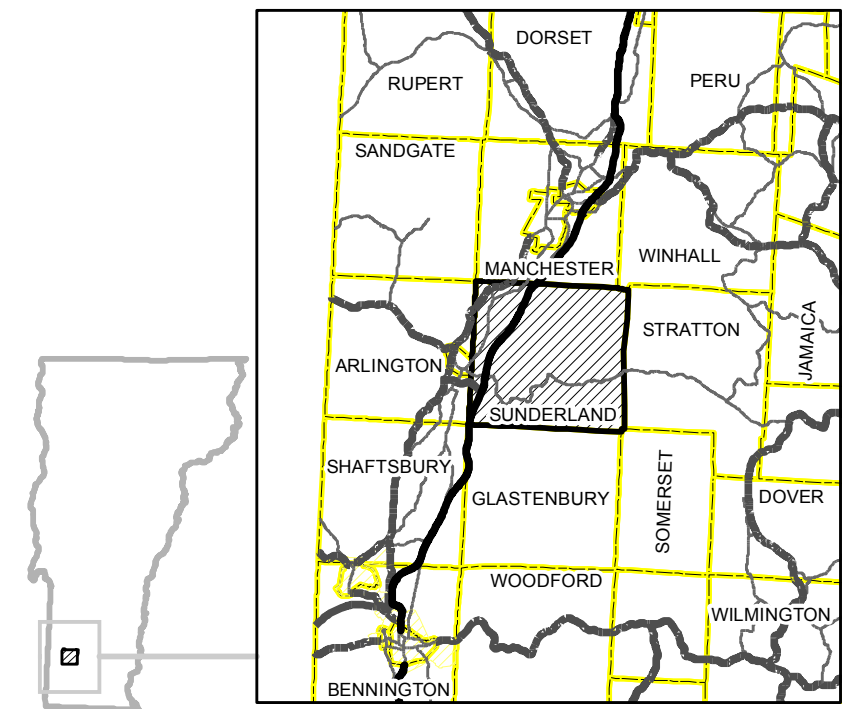 DORSET
RUPERT
PERU
SANDGATE
WINHALL
MANCHESTER
STRATTON
JAMAICA
ARLINGTON
SUNDERLAND
SHAFTSBURY
GLASTENBURY
SOMERSET
DOVER
WOODFORD
WILMINGTON
BENNINGTON